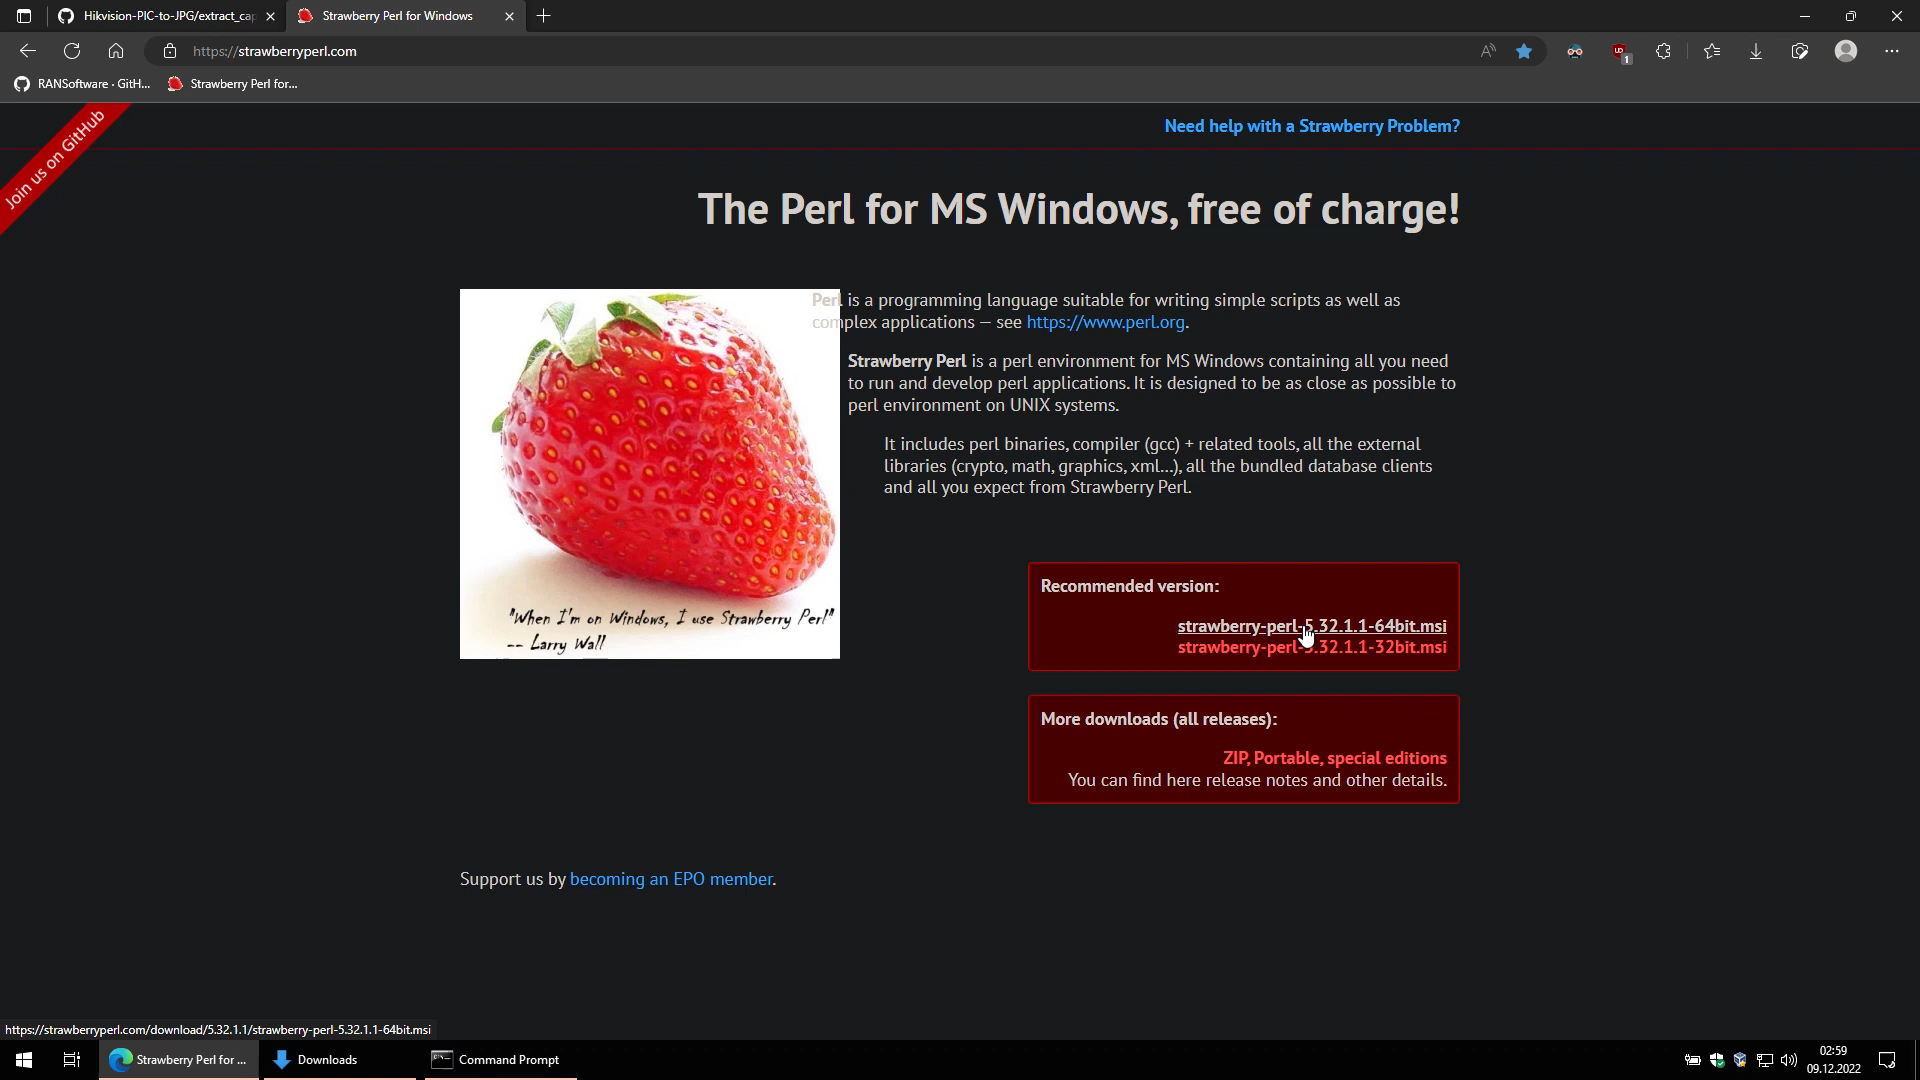 Hikvision-PIC-to-JPG/extract_cap
Strawberry Perl for Windows
https://strawberryperl.com
RANSoftware · GitH...
Strawberry Perl for...
Join us on GitHub
Need help with a Strawberry Problem?
The Perl for MS Windows, free of charge!
Perl is a programming language suitable for writing simple scripts as well as
complex applications — see https://www.perl.org.
Strawberry Perl is a perl environment for MS Windows containing all you need
to run and develop perl applications. It is designed to be as close as possible to
perl environment on UNIX systems.
It includes perl binaries, compiler (gcc) + related tools, all the external
libraries (crypto, math, graphics, xml...), all the bundled database clients
and all you expect from Strawberry Perl.
"When I'm on Windows, I use Strawberry Perl"
-- Larry Wall
Recommended version:
strawberry-perl-5.32.1.1-64bit.msi
strawberry-perl-5.32.1.1-32bit.msi
More downloads (all releases):
ZIP, Portable, special editions
You can find here release notes and other details.
Support us by becoming an EPO member.
https://strawberryperl.com/download/5.32.1.1/strawberry-perl-5.32.1.1-64bit.msi
Strawberry Perl for ...
Downloads
Command Prompt
02:59
09.12.2022
1